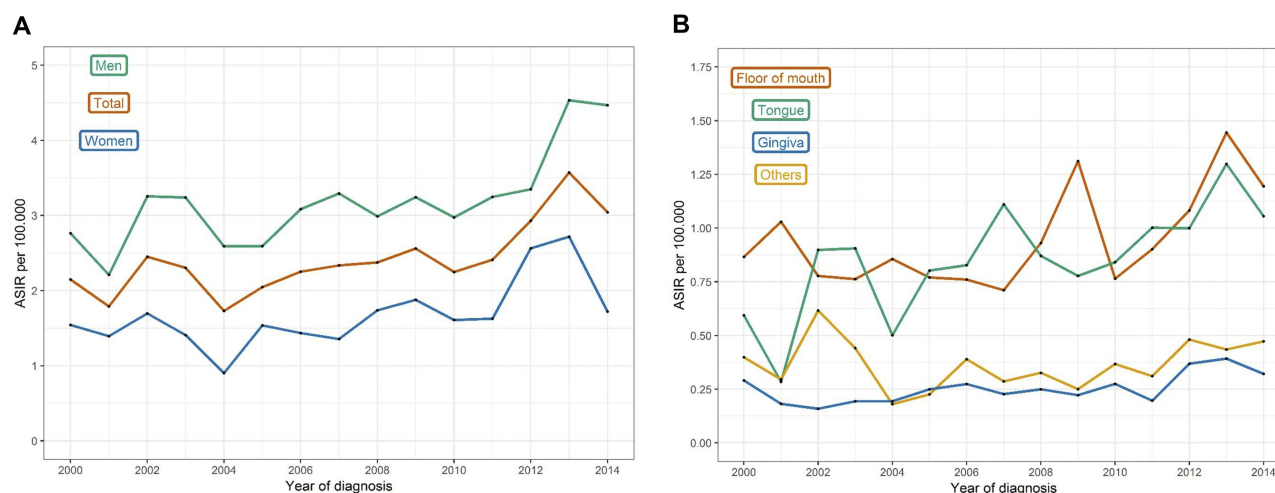 A
Men
Total
Women
5
4
3
2
1
0
ASIR per 100.000
2000 2002 2004 2006 2008 2010 2012 2014
Year of diagnosis
B
Floor of mouth
Tongue
Gingiva
Others
1.75
1.50
1.25
1.00
0.75
0.50
0.25
0.00
ASIR per 100.000
2000 2002 2004 2006 2008 2010 2012 2014
Year of diagnosis